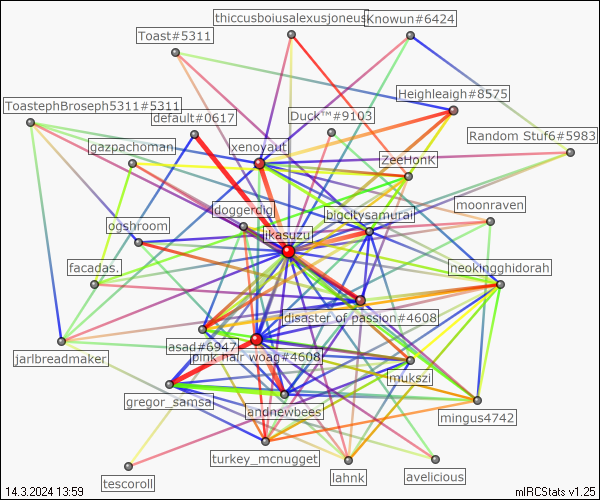 thiccusboiusalexusjoneus
Knowun#6424
Toast#5311
Heighleaigh#8575
ToastephBroseph5311#5311
default#0617
Duck™#9103
Random Stuf6#5983
gazpachoman
xenoyaut
ZeeHonK
moonraven
doggerdig
bigcitysamurai
ogshroom
ikasuzu
facadas.
neokingghidorah
disaster of passion#4608
asad#6947
pink hair woag#4608
jarlbreadmaker
mukszi
gregor_samsa
andnewbees
mingus4742
turkey_mcnugget
lahnk
avelicious
tescoroll
14.3.2024 13:59
mIRCStats v1.25